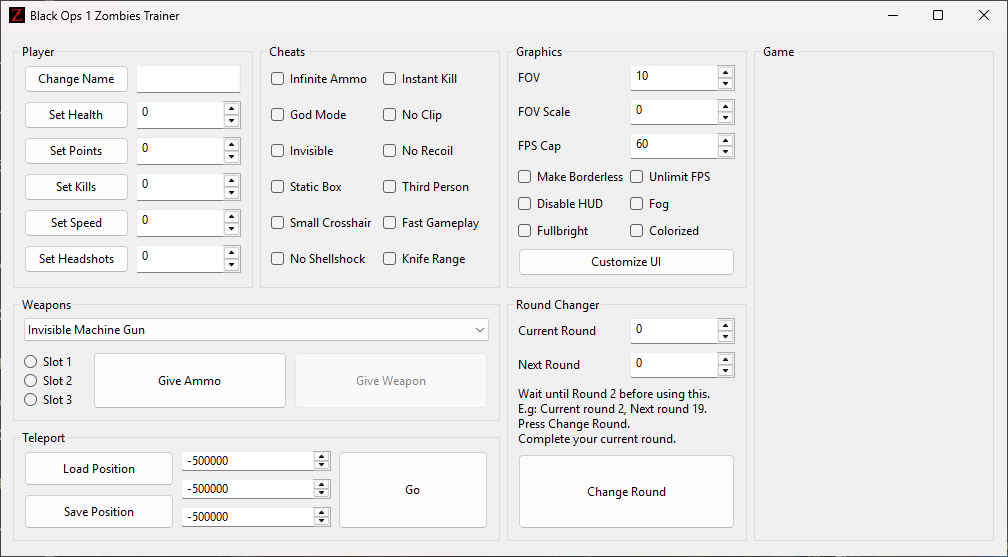 Black Ops 1 Zombies Trainer
Player
Change Name
Set Health
0
Set Points
0
Set Kills
0
Set Speed
0
Set Headshots
0
Cheats
Infinite Ammo
Instant Kill
God Mode
No Clip
Invisible
No Recoil
Static Box
Third Person
Small Crosshair
Fast Gameplay
No Shellshock
Knife Range
Graphics
FOV
10
FOV Scale
0
FPS Cap
60
Make Borderless
Unlimit FPS
Disable HUD
Fog
Fullbright
Colorized
Customize UI
Game
Weapons
Invisible Machine Gun
Slot 1
Slot 2
Slot 3
Give Ammo
Give Weapon
Teleport
Load Position
Save Position
-500000
-500000
-500000
Go
Round Changer
Current Round
0
Next Round
0
Wait until Round 2 before using this.
E.g: Current round 2, Next round 19.
Press Change Round.
Complete your current round.
Change Round